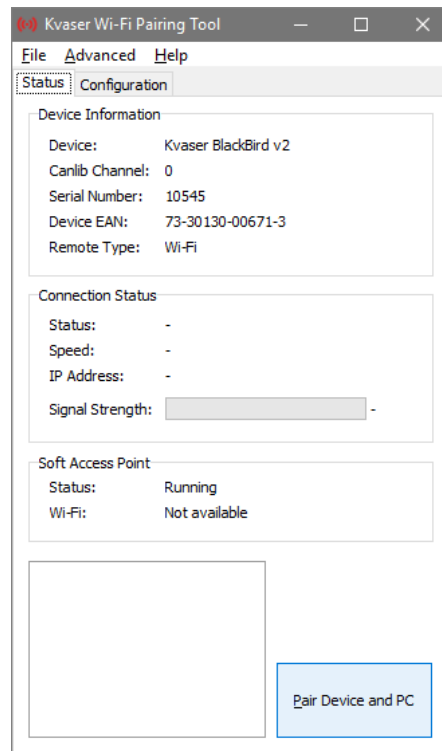 Kvaser Wi-Fi Pairing Tool
File Advanced Help
Status Configuration
Device Information
Device: Kvaser BlackBird v2
Canlib Channel: 0
Serial Number: 10545
Device EAN: 73-30130-00671-3
Remote Type: Wi-Fi
Connection Status
Status: -
Speed: -
IP Address: -
Signal Strength: -
Soft Access Point
Status: Running
Wi-Fi: Not available
Pair Device and PC